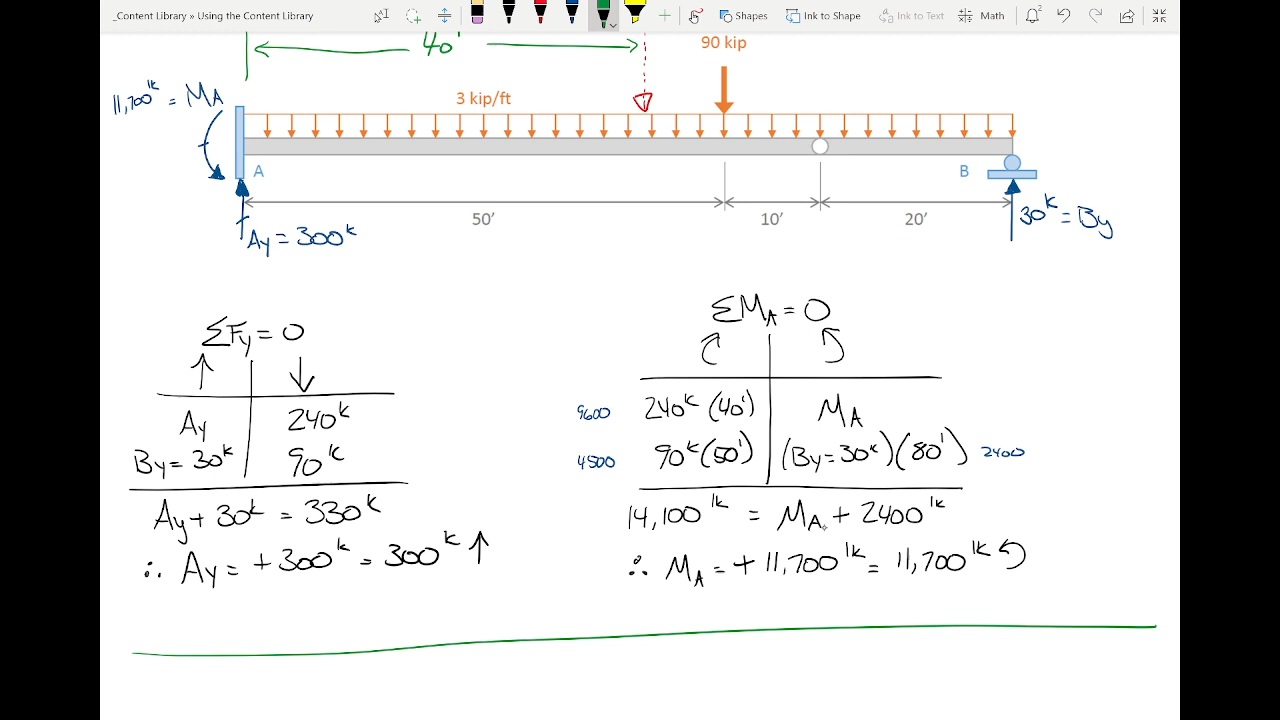 _Content Library » Using the Content Library
Shapes Ink to Shape Ink to Text Math
40'
90 kip
11,700 'k = MA
3 kip/ft
A
B
50'
10'
20'
Ay = 300k
30k = By
ΣFy = 0
↑ ↓
Ay 240k
By = 30k 90k
Ay + 30k = 330k
∴ Ay = +300k = 300k ↑
ΣMA = 0
9600 240k (40') MA
4500 90k (50') (By = 30k)(80') 2400
14,100 'k = MA + 2400 'k
∴ MA = +11,700 'k = 11,700 'k